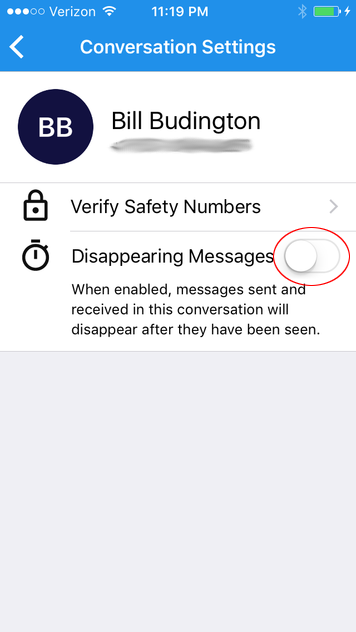 Verizon 11:19 PM
Conversation Settings
BB
Bill Budington
Verify Safety Numbers
Disappearing Messages
When enabled, messages sent and
received in this conversation will
disappear after they have been seen.